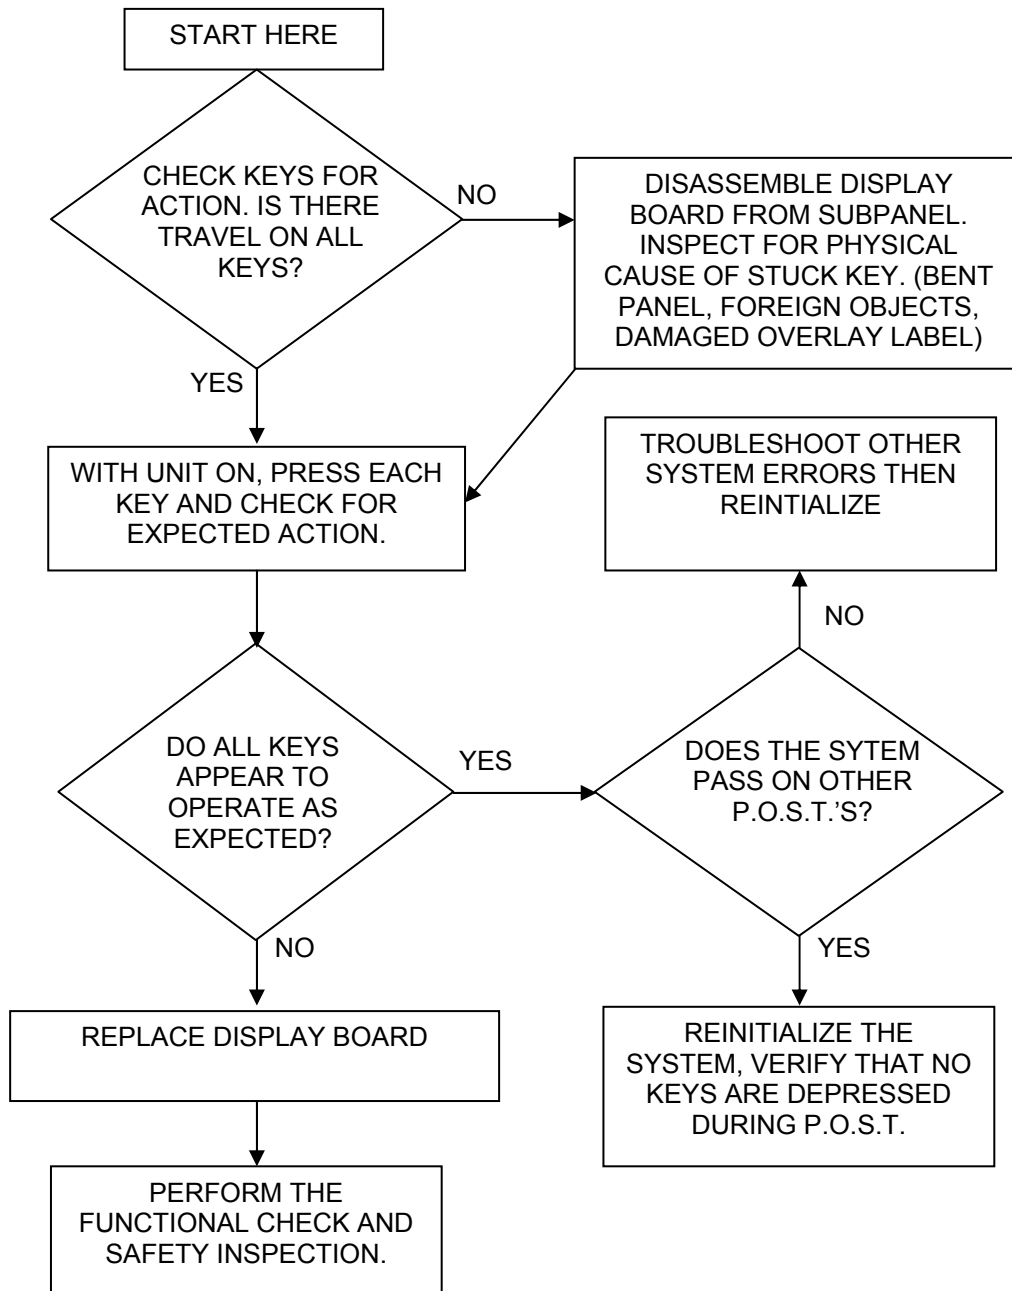 START HERE
CHECK KEYS FOR
ACTION. IS THERE
TRAVEL ON ALL
KEYS?
NO
DISASSEMBLE DISPLAY
BOARD FROM SUBPANEL.
INSPECT FOR PHYSICAL
CAUSE OF STUCK KEY. (BENT
PANEL, FOREIGN OBJECTS,
DAMAGED OVERLAY LABEL)
YES
WITH UNIT ON, PRESS EACH
KEY AND CHECK FOR
EXPECTED ACTION.
TROUBLESHOOT OTHER
SYSTEM ERRORS THEN
REINTIALIZE
NO
DO ALL KEYS
APPEAR TO
OPERATE AS
EXPECTED?
YES
DOES THE SYTEM
PASS ON OTHER
P.O.S.T.'S?
NO
YES
REPLACE DISPLAY BOARD
REINITIALIZE THE
SYSTEM, VERIFY THAT NO
KEYS ARE DEPRESSED
DURING P.O.S.T.
PERFORM THE
FUNCTIONAL CHECK AND
SAFETY INSPECTION.